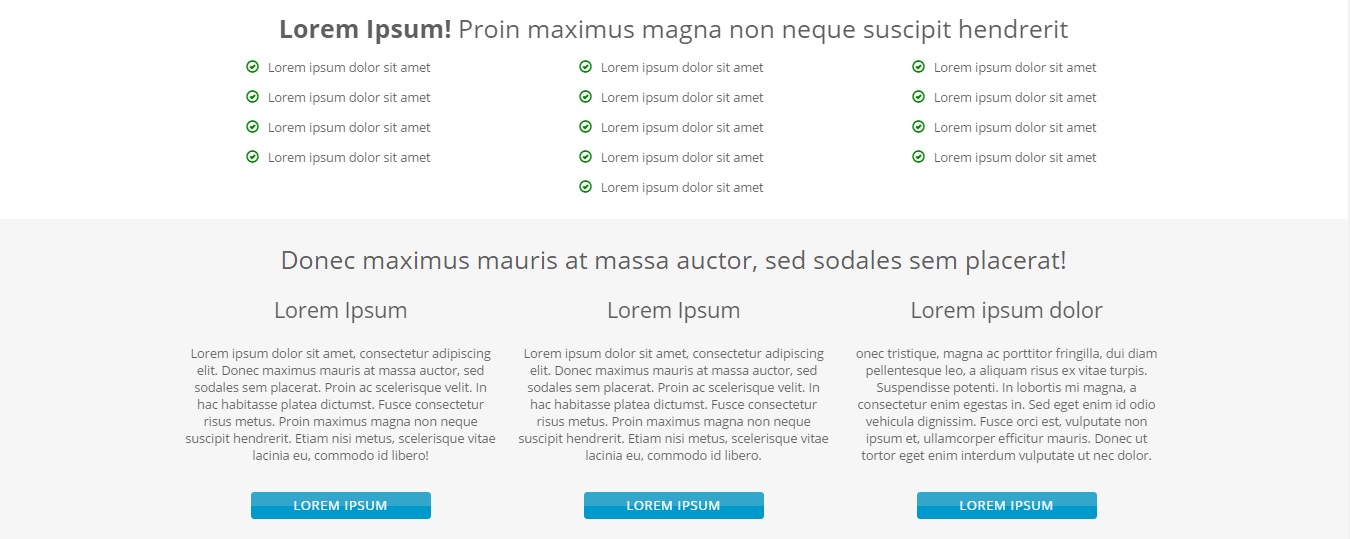 Lorem Ipsum! Proin maximus magna non neque suscipit hendrerit
Lorem ipsum dolor sit amet
Lorem ipsum dolor sit amet
Lorem ipsum dolor sit amet
Lorem ipsum dolor sit amet
Lorem ipsum dolor sit amet
Lorem ipsum dolor sit amet
Lorem ipsum dolor sit amet
Lorem ipsum dolor sit amet
Lorem ipsum dolor sit amet
Lorem ipsum dolor sit amet
Lorem ipsum dolor sit amet
Lorem ipsum dolor sit amet
Lorem ipsum dolor sit amet
Donec maximus mauris at massa auctor, sed sodales sem placerat!
Lorem Ipsum
Lorem ipsum dolor sit amet, consectetur adipiscing
elit. Donec maximus mauris at massa auctor, sed
sodales sem placerat. Proin ac scelerisque velit. In
hac habitasse platea dictumst. Fusce consectetur
risus metus. Proin maximus magna non neque
suscipit hendrerit. Etiam nisi metus, scelerisque vitae
lacinia eu, commodo id libero!
LOREM IPSUM
Lorem Ipsum
Lorem ipsum dolor sit amet, consectetur adipiscing
elit. Donec maximus mauris at massa auctor, sed
sodales sem placerat. Proin ac scelerisque velit. In
hac habitasse platea dictumst. Fusce consectetur
risus metus. Proin maximus magna non neque
suscipit hendrerit. Etiam nisi metus, scelerisque vitae
lacinia eu, commodo id libero.
LOREM IPSUM
Lorem ipsum dolor
onec tristique, magna ac porttitor fringilla, dui diam
pellentesque leo, a aliquam risus ex vitae turpis.
Suspendisse potenti. In lobortis mi magna, a
consectetur enim egestas in. Sed eget enim id odio
vehicula dignissim. Fusce orci est, vulputate non
ipsum et, ullamcorper efficitur mauris. Donec ut
tortor eget enim interdum vulputate ut nec dolor.
LOREM IPSUM